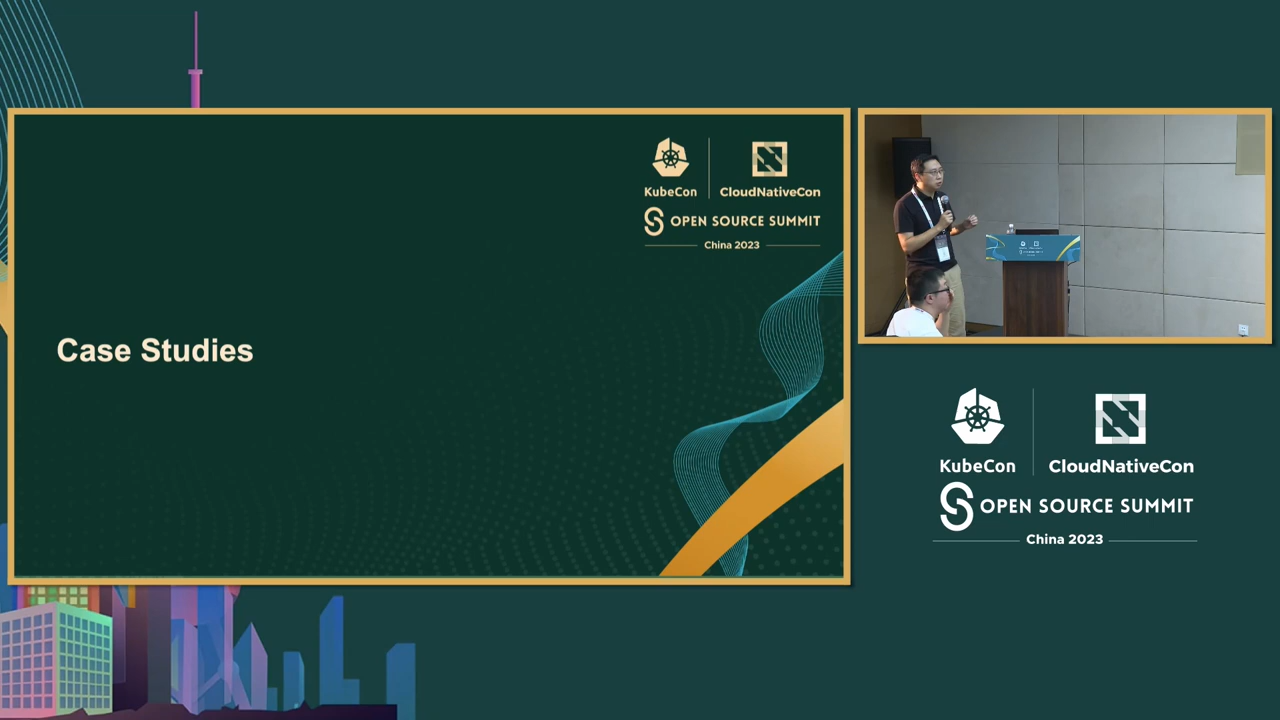 KubeCon
CloudNativeCon
OPEN SOURCE SUMMIT
China 2023
Case Studies
KubeCon
CloudNativeCon
OPEN SOURCE SUMMIT
China 2023